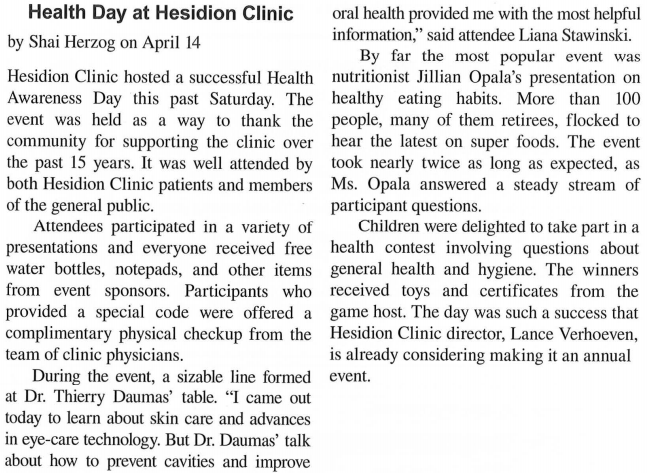 Health Day at Hesidion Clinic
by Shai Herzog on April 14
Hesidion Clinic hosted a successful Health
Awareness Day this past Saturday. The
event was held as a way to thank the
community for supporting the clinic over
the past 15 years. It was well attended by
both Hesidion Clinic patients and members
of the general public.
Attendees participated in a variety of
presentations and everyone received free
water bottles, notepads, and other items
from event sponsors. Participants who
provided a special code were offered a
complimentary physical checkup from the
team of clinic physicians.
During the event, a sizable line formed
at Dr. Thierry Daumas’ table. “I came out
today to learn about skin care and advances
in eye-care technology. But Dr. Daumas’ talk
about how to prevent cavities and improve
oral health provided me with the most helpful
information,” said attendee Liana Stawinski.
By far the most popular event was
nutritionist Jillian Opala’s presentation on
healthy eating habits. More than 100
people, many of them retirees, flocked to
hear the latest on super foods. The event
took nearly twice as long as expected, as
Ms. Opala answered a steady stream of
participant questions.
Children were delighted to take part in a
health contest involving questions about
general health and hygiene. The winners
received toys and certificates from the
game host. The day was such a success that
Hesidion Clinic director, Lance Verhoeven,
is already considering making it an annual
event.